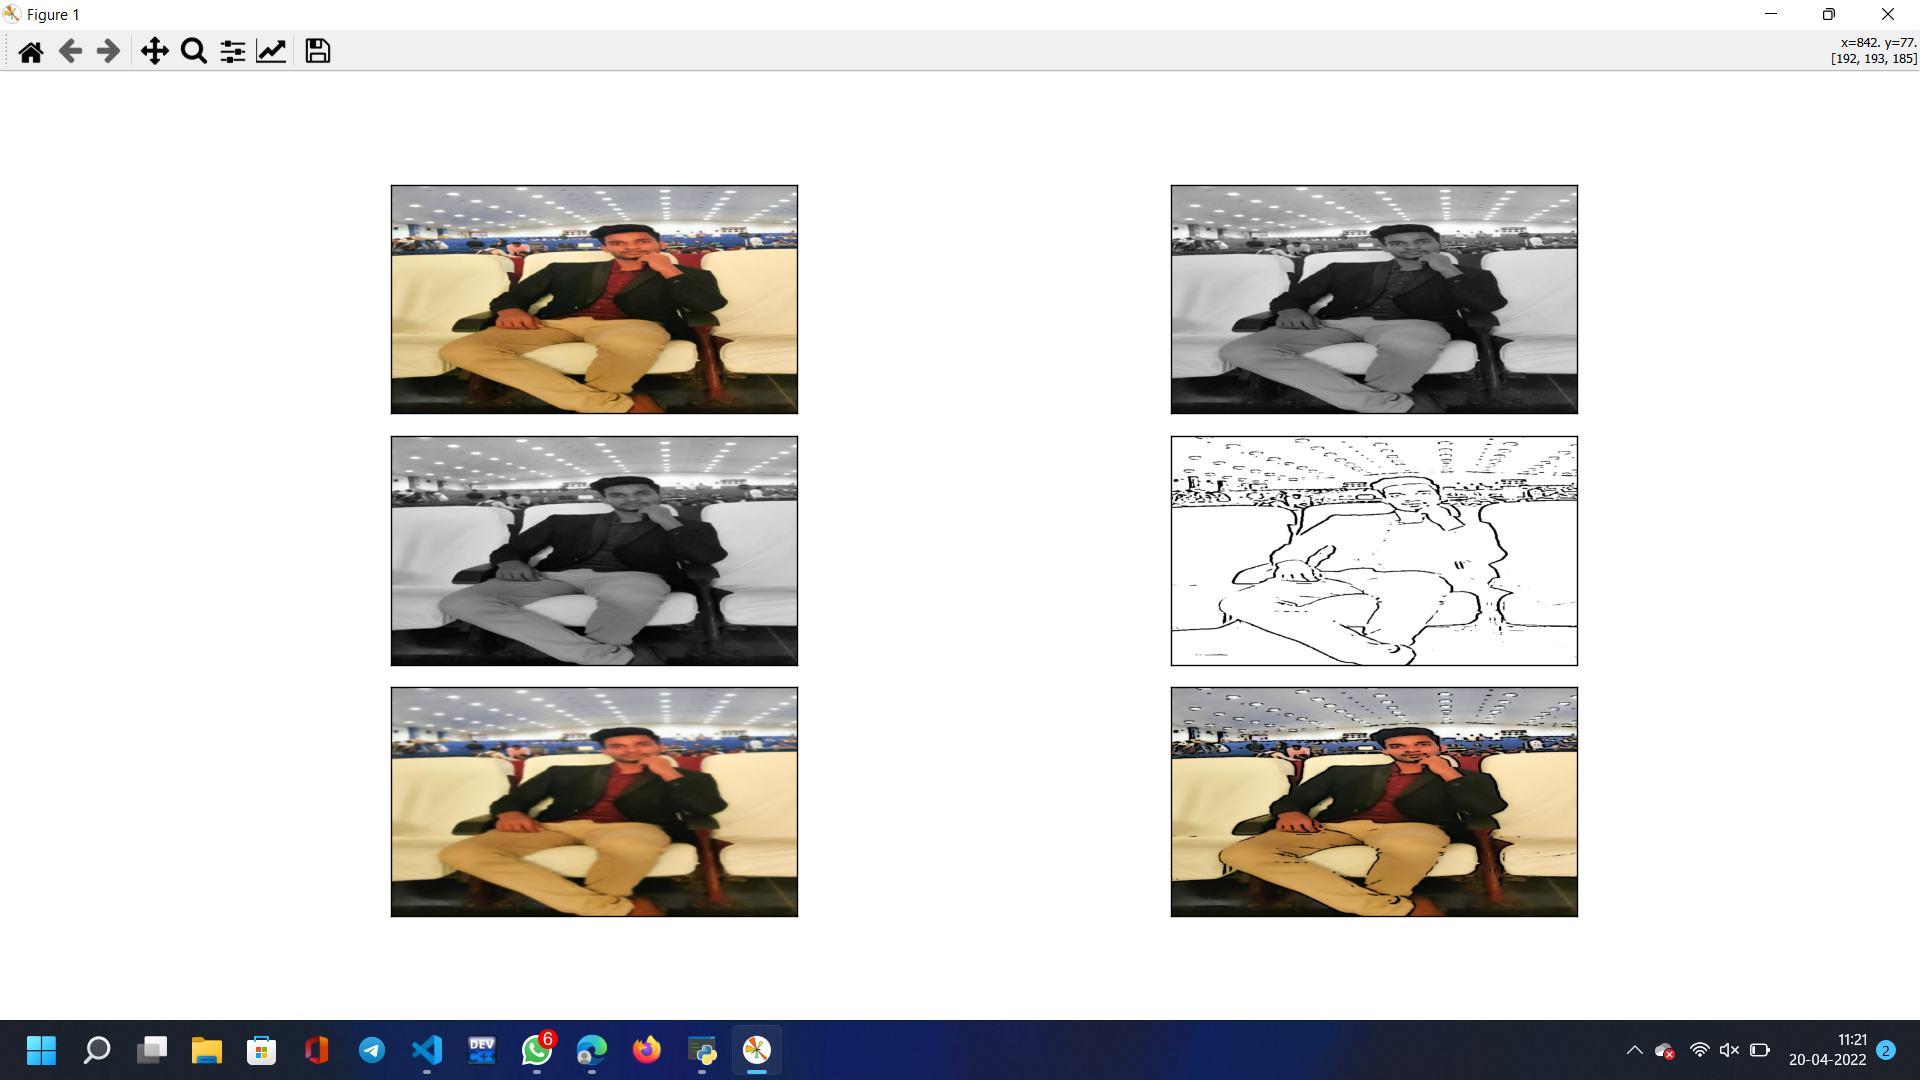 Figure 1
x=842. y=77.
[192, 193, 185]
DEV
C++
6
11:21
20-04-2022
2